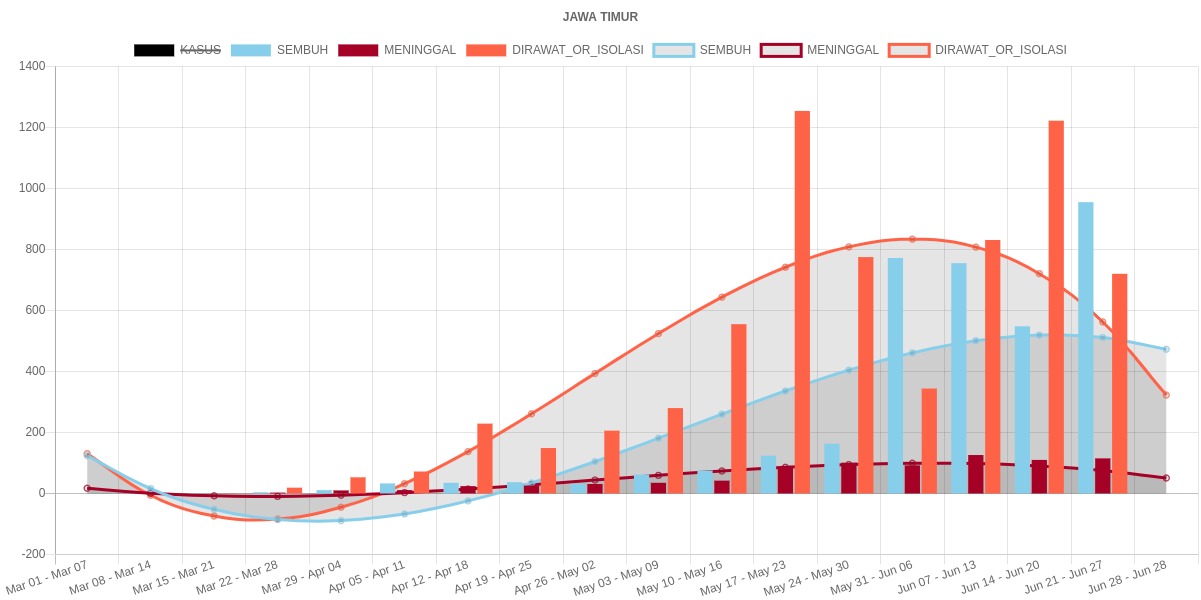 JAWA TIMUR
KASUS SEMBUH MENINGGAL DIRAWAT_OR_ISOLASI SEMBUH MENINGGAL DIRAWAT_OR_ISOLASI
1400
1200
1000
800
600
400
200
0
-200
Mar 01 - Mar 07
Mar 08 - Mar 14
Mar 15 - Mar 21
Mar 22 - Mar 28
Mar 29 - Apr 04
Apr 05 - Apr 11
Apr 12 - Apr 18
Apr 19 - Apr 25
Apr 26 - May 02
May 03 - May 09
May 10 - May 16
May 17 - May 23
May 24 - May 30
May 31 - Jun 06
Jun 07 - Jun 13
Jun 14 - Jun 20
Jun 21 - Jun 27
Jun 28 - Jun 28